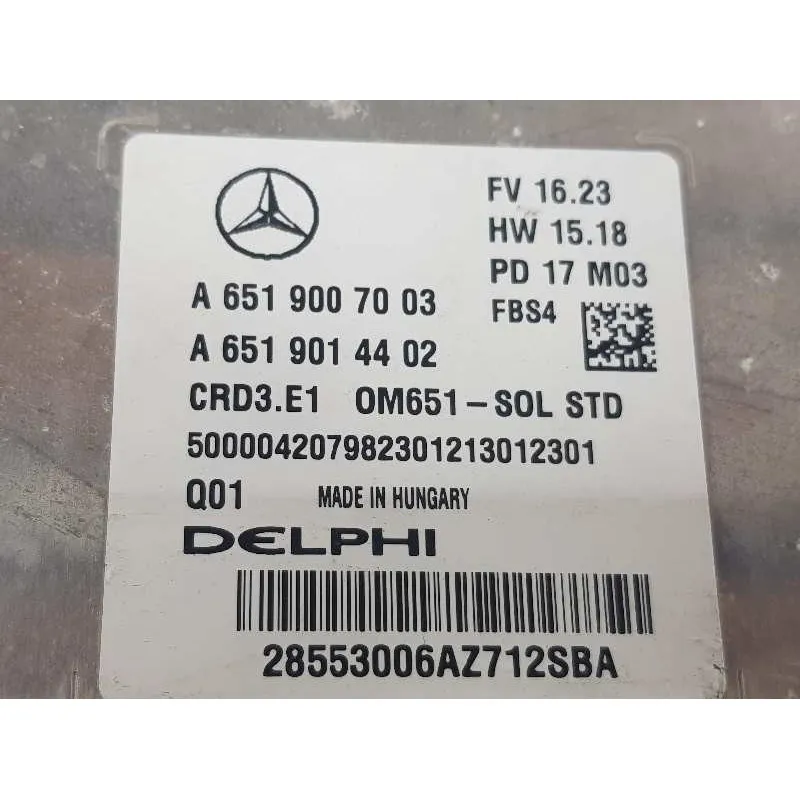 FV 16.23
HW 15.18
PD 17 M03
A 651 900 70 03
FBS4
A 651 901 44 02
CRD3.E1 OM651-SOL STD
500004207982301213012301
Q01 MADE IN HUNGARY
DELPHI
28553006AZ712SBA